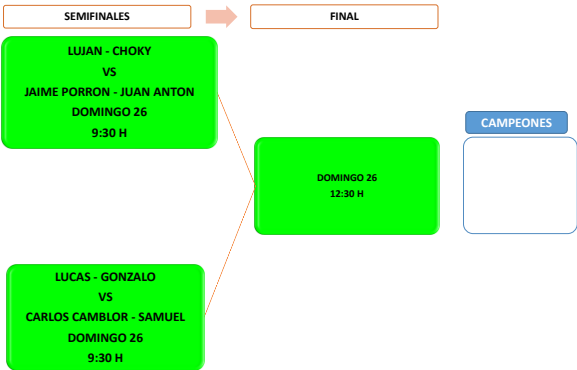 SEMIFINALES
FINAL
LUJAN - CHOKY
VS
JAIME PORRON - JUAN ANTON
DOMINGO 26
9:30 H
CAMPEONES
DOMINGO 26
12:30 H
LUCAS - GONZALO
VS
CARLOS CAMBLOR - SAMUEL
DOMINGO 26
9:30 H